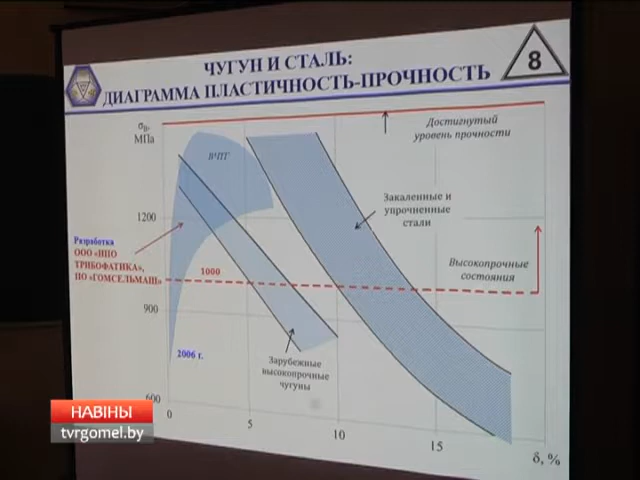 ЧУГУН И СТАЛЬ:
ДИАГРАММА ПЛАСТИЧНОСТЬ-ПРОЧНОСТЬ
8
σв,
МПа
Достигнутый
уровень прочности
ВЧТГ
Закаленные и
упрочненные
стали
1200
Разработка
ООО «НПО
ТРИБОФАТИКА»,
ПО «ГОМСЕЛЬМАШ»
1000
Высокопрочные
состояния
900
2006 г.
Зарубежные
высокопрочные
чугуны
600
0
5
10
15
δ, %
НАВІНЫ
tvrgomel.by